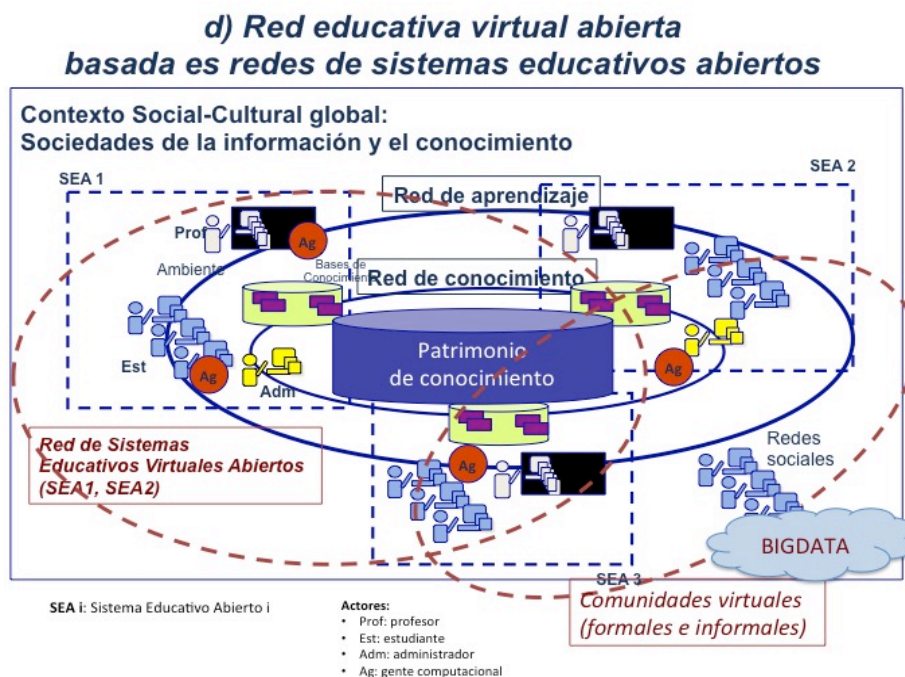 d) Red educativa virtual abierta
basada es redes de sistemas educativos abiertos
Contexto Social-Cultural global:
Sociedades de la información y el conocimiento
SEA 1
SEA 2
Red de aprendizaje
Prof
Ag
Ambiente
Bases de
Conocimiento
Red de conocimiento
Patrimonio
de conocimiento
Est
Ag
Adm
Ag
Red de Sistemas
Educativos Virtuales Abiertos
(SEA1, SEA2)
Ag
Redes
sociales
BIGDATA
SEA 3
Comunidades virtuales
(formales e informales)
SEA i: Sistema Educativo Abierto i
Actores:
• Prof: profesor
• Est: estudiante
• Adm: administrador
• Ag: gente computacional